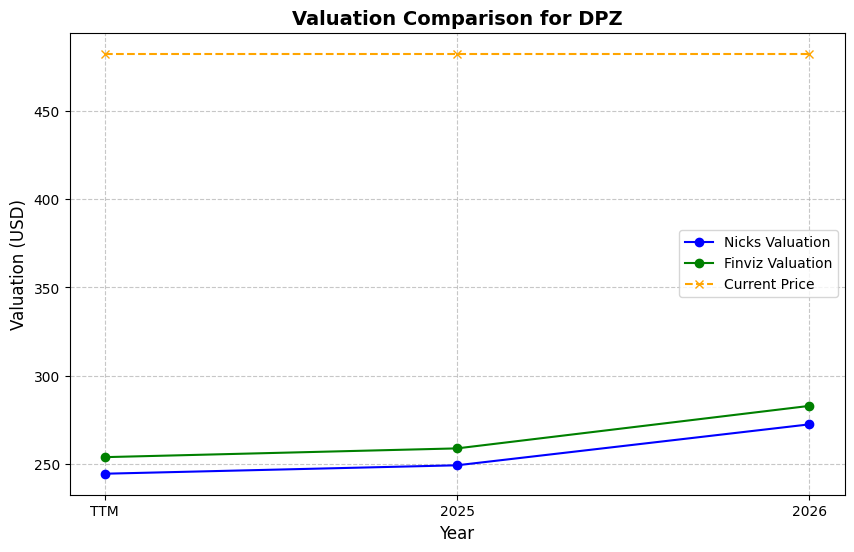 Valuation Comparison for DPZ
Valuation (USD)
450
400
350
300
250
Nicks Valuation
Finviz Valuation
Current Price
TTM
2025
2026
Year